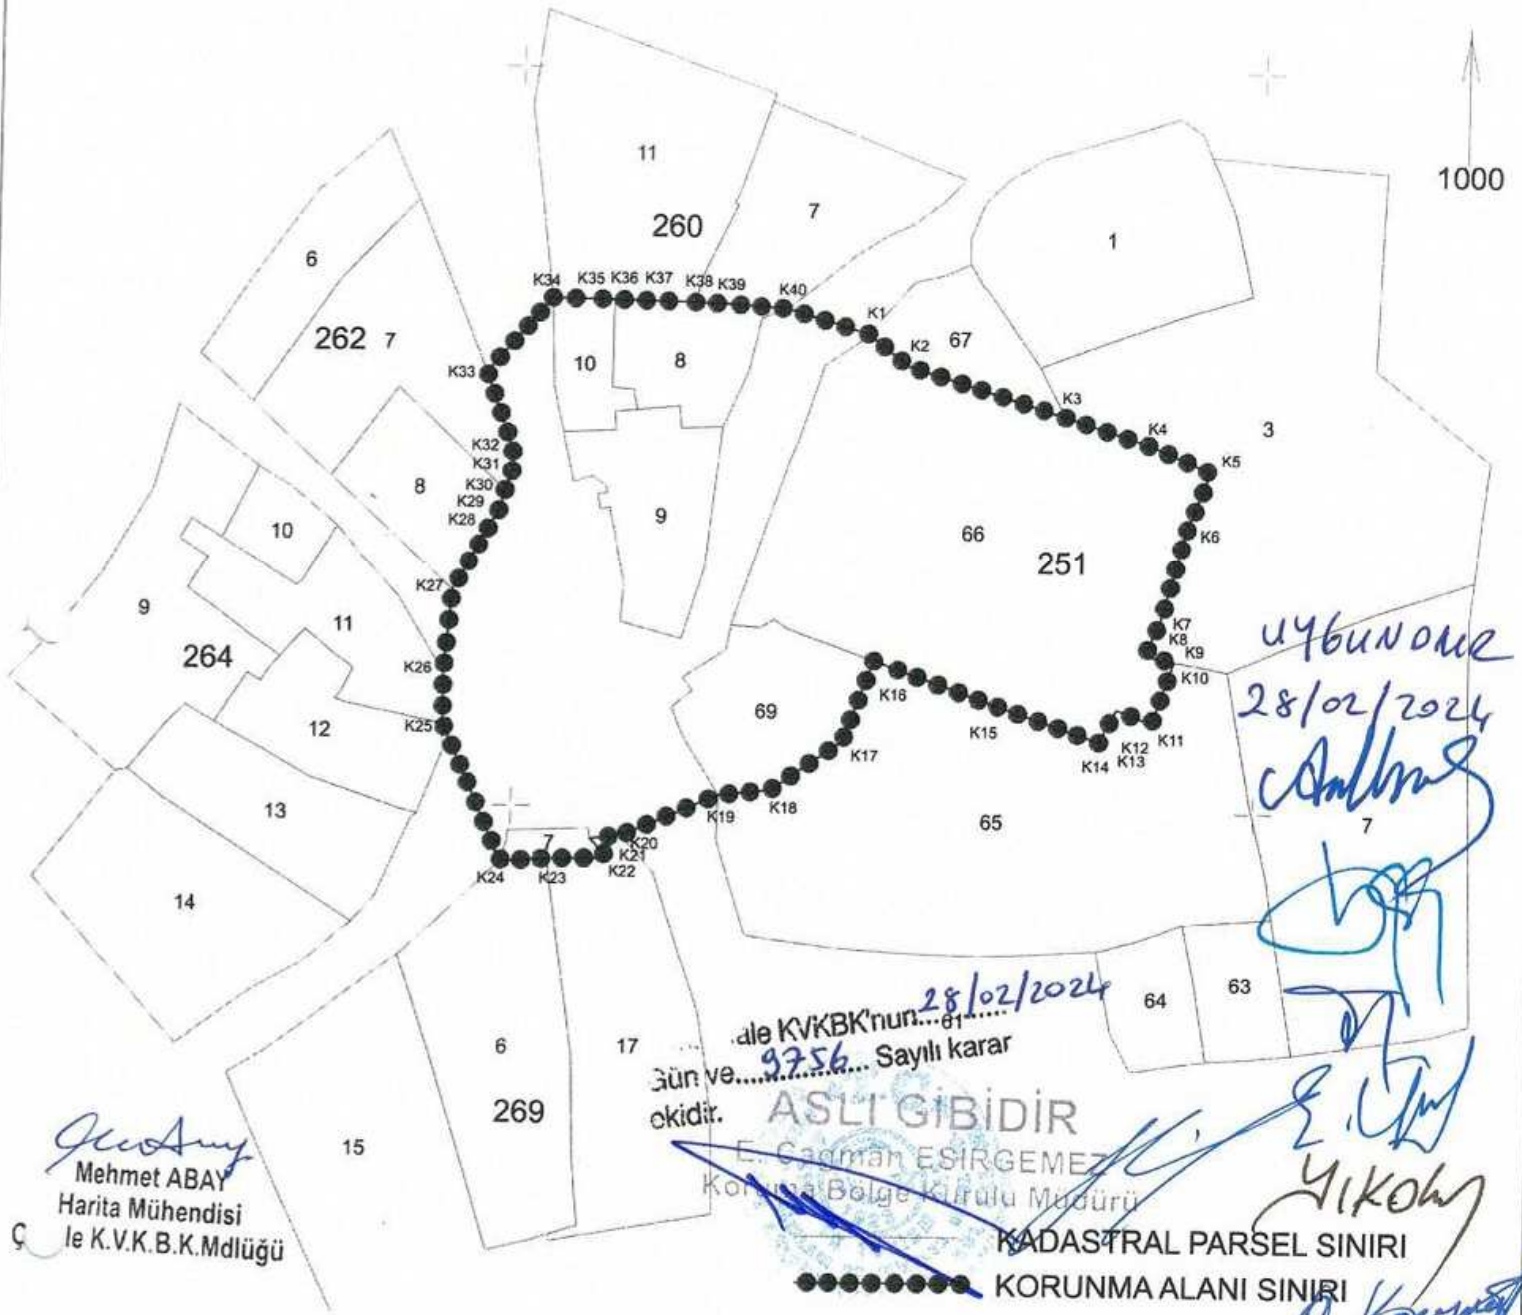 1000
11
260
7
1
6
262
7
K34
K35
K36
K37
K38
K39
K40
K1
K2
67
K3
K4
K5
3
K33
10
8
K32
K31
K30
K29
K28
8
9
66
251
K6
10
K27
9
11
264
K7
K8
K9
K10
UYGUNDUR
28/02/2024
K26
K25
12
69
K16
K15
K11
K12
K13
K14
K17
13
K18
K19
65
7
7
K20
K21
K22
K23
K24
14
64
63
6
17
269
15
ale KVKBK'nun...28/02/2024
Gün ve...9756... Sayılı karar
ekidir.
ASLI GİBİDİR
E. Çağman ESİRGEMEZ
Koruma Bölge Kurulu Müdürü
Mehmet ABAY
Harita Mühendisi
Ç le K.V.K.B.K.Mdlüğü
KADASTRAL PARSEL SINIRI
KORUNMA ALANI SINIRI